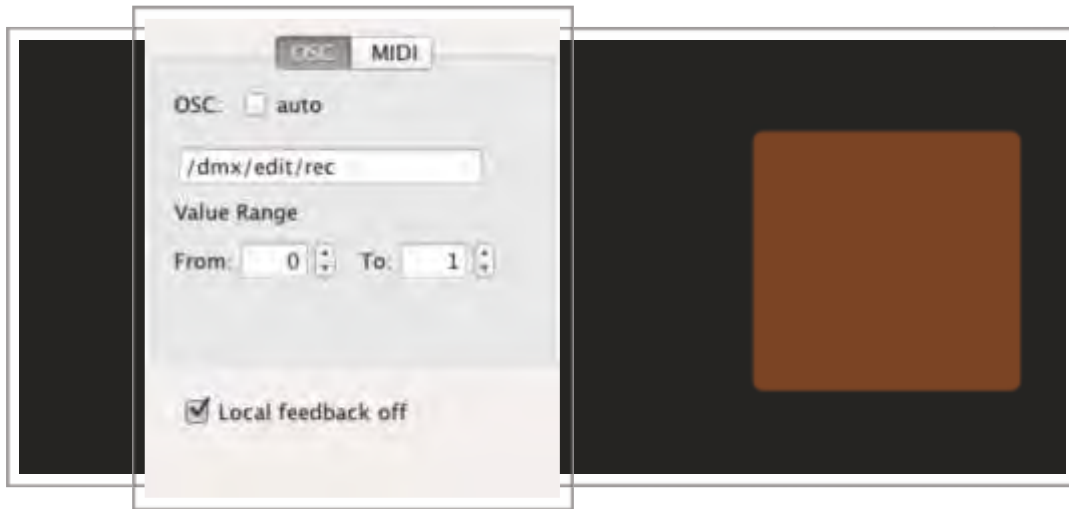 OSC MIDI
OSC: auto
/dmx/edit/rec
Value Range
From: 0 To: 1
Local feedback off